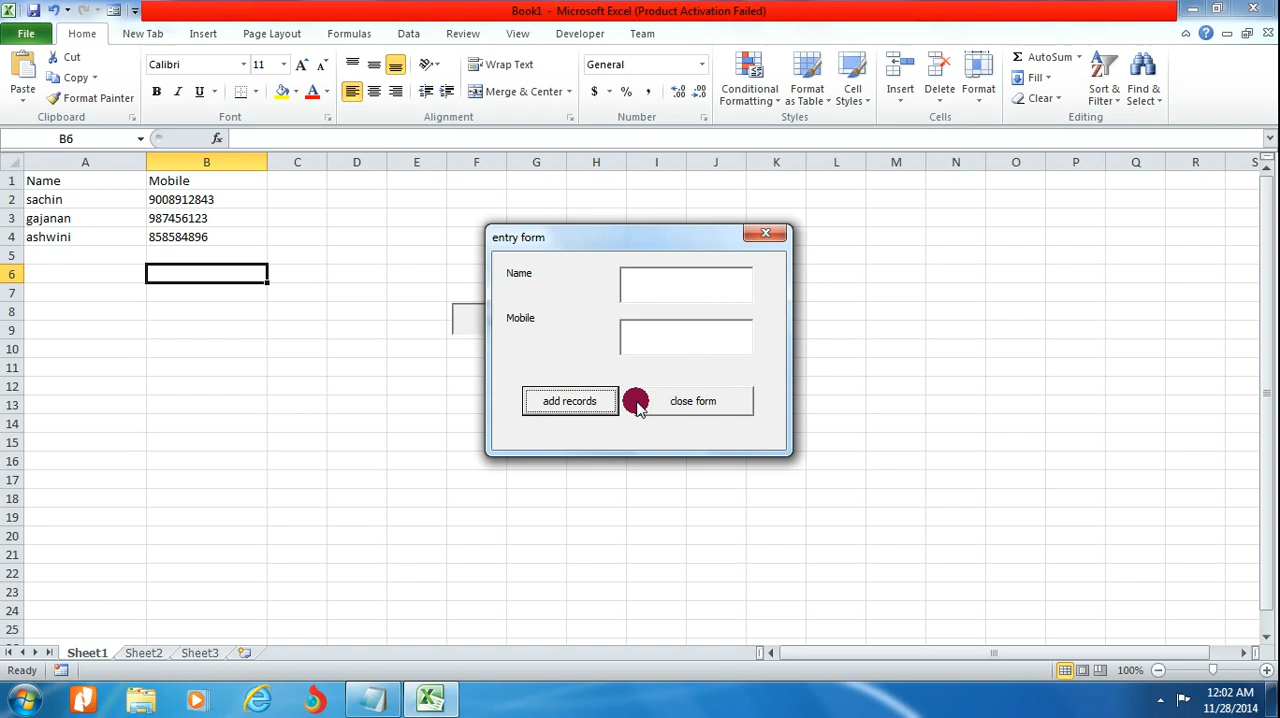 Book1 - Microsoft Excel (Product Activation Failed)
File Home New Tab Insert Page Layout Formulas Data Review View Developer Team
Cut
Copy
Format Painter
Paste
Clipboard
Calibri 11
B I U
Font
Wrap Text
Merge & Center
Alignment
General
$ % ,
Number
Conditional Formatting
Format as Table
Cell Styles
Styles
Insert Delete Format
Cells
Σ AutoSum
Fill
Clear
Sort & Filter
Find & Select
Editing
B6 fx
A B C D E F G H I J K L M N O P Q R S
1 Name Mobile
2 sachin 9008912843
3 gajanan 987456123
4 ashwini 858584896
5
6
7
8
9
10
11
12
13
14
15
16
17
18
19
20
21
22
23
24
25
entry form
Name
Mobile
add records close form
Sheet1 Sheet2 Sheet3
Ready 100%
12:02 AM
11/28/2014